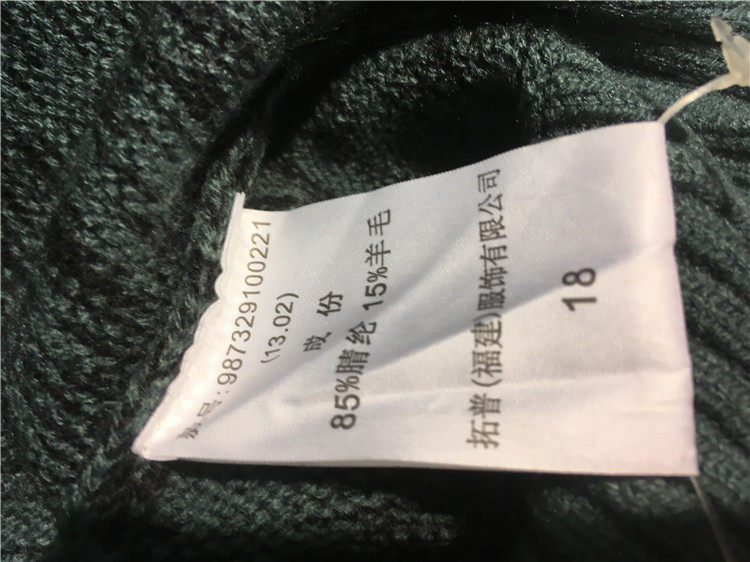 编号:987329100221
(13.02)
成份
85%腈纶 15%羊毛
拓普(福建)服饰有限公司
18